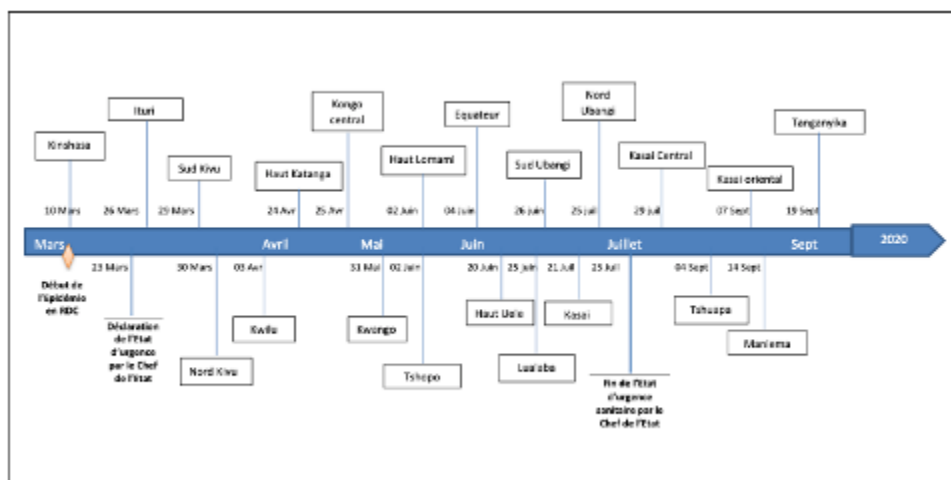 Nord
Ubangi
Kongo
central
Ituri
Equateur
Tanganyika
Kinshasa
Kasai Central
Sud Kivu
Haut Lomami
Sud Ubangi
Haut Katanga
Kasai oriental
10 Mars
26 Mars
29 Mars
24 Avr
25 Avr
02 Juin
04 Juin
26 juin
25 juil
29 juil
07 Sept
19 Sept
Mars
Avril
Mai
Juin
Juillet
Sept
2020
23 Mars
30 Mars
03 Avr
31 Mai
02 Juin
20 Juin
25 juin
21 Juil
25 Juil
04 Sept
14 Sept
Début de
l'Epidémie
en RDC
Déclaration
de l'Etat
d'urgence
par le Chef
de l'état
Nord Kivu
Kwilu
Kwango
Tshopo
Haut Uele
Lualaba
Kasai
Fin de l'Etat
d'urgence
sanitaire par le
Chef de l'Etat
Tshuapa
Maniema